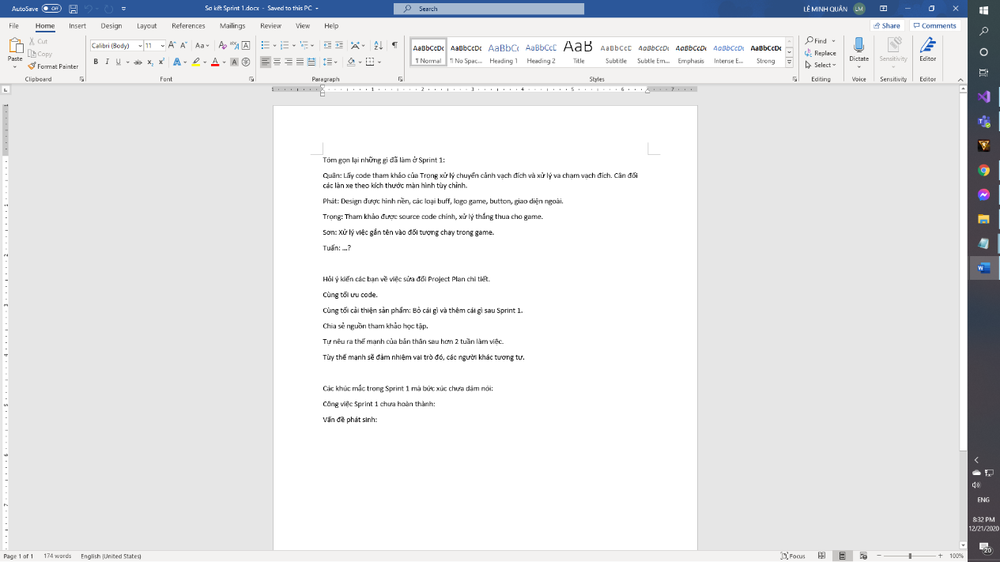 AutoSave Off Sơ kết Sprint 1.docx - Saved to this PC Search LÊ MINH QUÂN LM
File Home Insert Design Layout References Mailings Review View Help Share Comments
Paste Cut Copy Format Painter
Calibri (Body) 11
¶ Normal ¶ No Spac... Heading 1 Heading 2 Title Subtitle Subtle Em... Emphasis Intense E... Strong
Find Replace Select
Dictate Sensitivity Editor
Clipboard Font Paragraph Styles Editing Voice Sensitivity Editor
Tóm gọn lại những gì đã làm ở Sprint 1:
Quân: Lấy code tham khảo của Trọng xử lý chuyển cảnh vạch đích và xử lý va chạm vạch đích. Cân đối
các làn xe theo kích thước màn hình tùy chỉnh.
Phát: Design được hình nền, các loại buff, logo game, button, giao diện ngoài.
Trọng: Tham khảo được source code chính, xử lý thắng thua cho game.
Sơn: Xử lý việc gắn tên vào đối tượng chạy trong game.
Tuấn: ...?
Hỏi ý kiến các bạn về việc sửa đổi Project Plan chi tiết.
Cùng tối ưu code.
Cùng tối cải thiện sản phẩm: Bỏ cái gì và thêm cái gì sau Sprint 1.
Chia sẻ nguồn tham khảo học tập.
Tự nêu ra thế mạnh của bản thân sau hơn 2 tuần làm việc.
Tùy thế mạnh sẽ đảm nhiệm vai trò đó, các người khác tương tự.
Các khúc mắc trong Sprint 1 mà bức xúc chưa dám nói:
Công việc Sprint 1 chưa hoàn thành:
Vấn đề phát sinh:
ENG
8:32 PM
12/21/2020
20
Page 1 of 1 174 words English (United States) Focus 100%